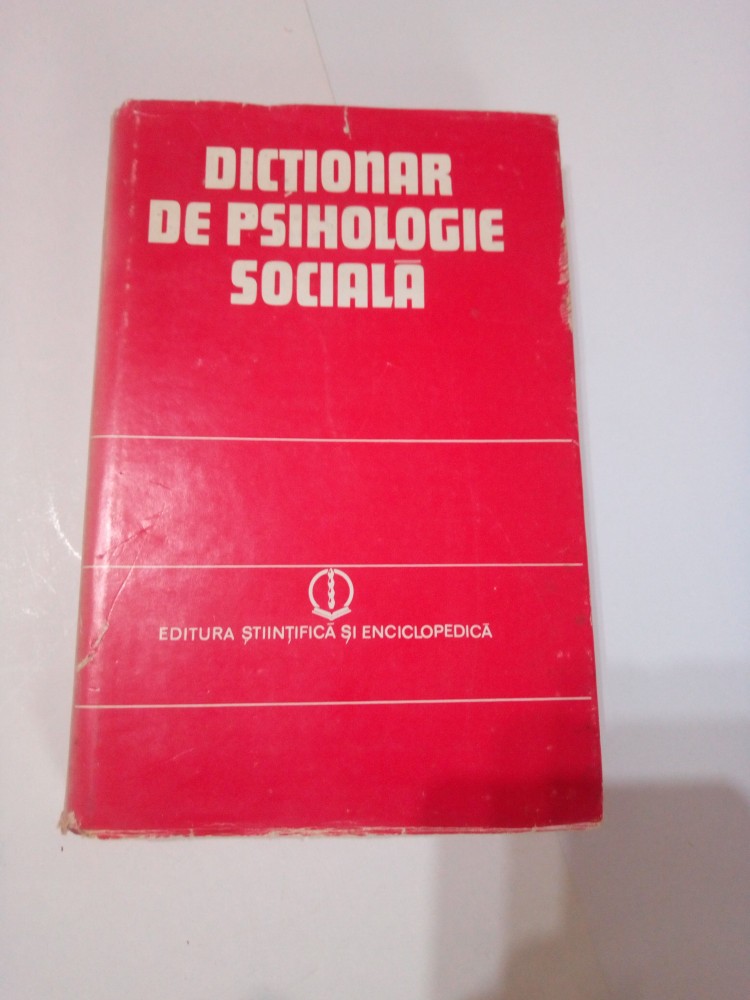 DICȚIONAR
DE PSIHOLOGIE
SOCIALĂ
EDITURA ȘTIINȚIFICĂ ȘI ENCICLOPEDICĂ